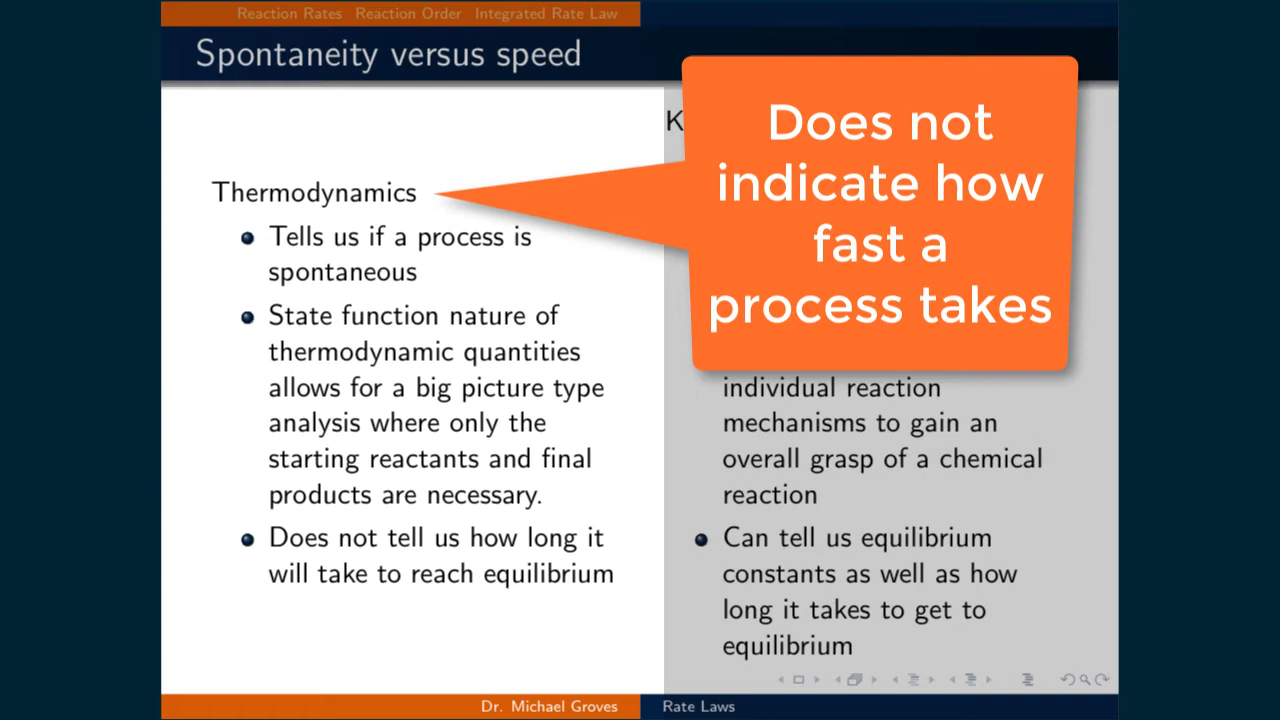 Reaction Rates Reaction Order Integrated Rate Law
Spontaneity versus speed
Thermodynamics
Tells us if a process is
spontaneous
State function nature of
thermodynamic quantities
allows for a big picture type
analysis where only the
starting reactants and final
products are necessary.
Does not tell us how long it
will take to reach equilibrium
K
Does not
indicate how
fast a
process takes
individual reaction
mechanisms to gain an
overall grasp of a chemical
reaction
Can tell us equilibrium
constants as well as how
long it takes to get to
equilibrium
Dr. Michael Groves
Rate Laws